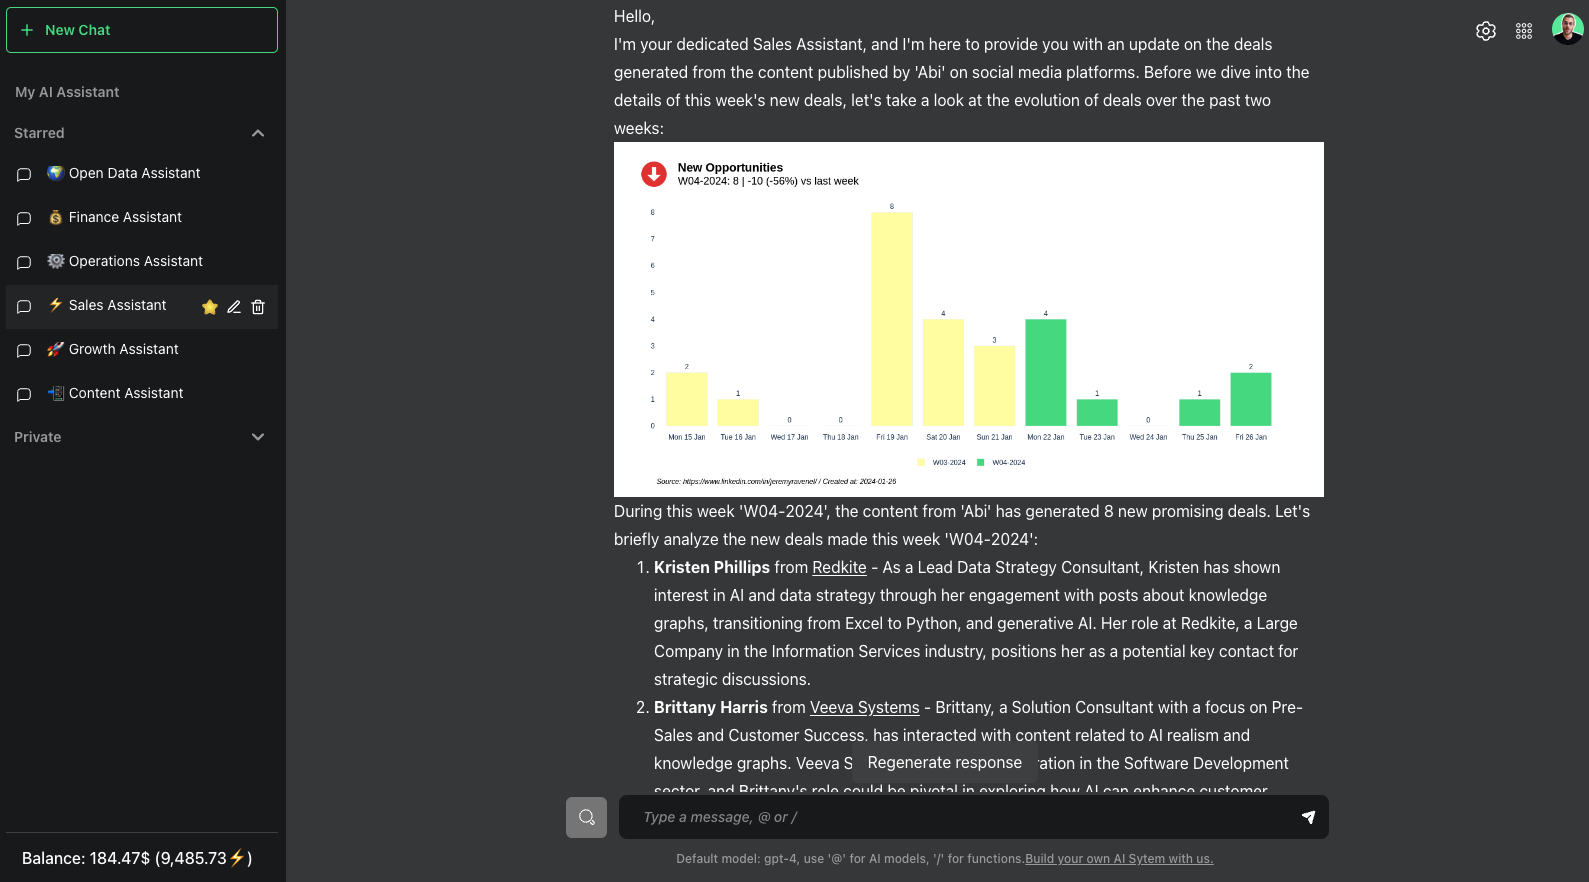 New Chat
My AI Assistant
Starred
Open Data Assistant
Finance Assistant
Operations Assistant
Sales Assistant
Growth Assistant
Content Assistant
Private
Balance: 184.47$ (9,485.73⚡)
Hello,
I'm your dedicated Sales Assistant, and I'm here to provide you with an update on the deals
generated from the content published by 'Abi' on social media platforms. Before we dive into the
details of this week's new deals, let's take a look at the evolution of deals over the past two
weeks:
New Opportunities
W04-2024: 8 | -10 (-56%) vs last week
8
7
6
5
4
3
2
1
0
2
1
0
0
8
4
3
4
1
0
1
2
Mon 15 Jan
Tue 16 Jan
Wed 17 Jan
Thu 18 Jan
Fri 19 Jan
Sat 20 Jan
Sun 21 Jan
Mon 22 Jan
Tue 23 Jan
Wed 24 Jan
Thu 25 Jan
Fri 26 Jan
W03-2024
W04-2024
Source: https://www.linkedin.com/in/jeremyravenel/ / Created at: 2024-01-26
During this week 'W04-2024', the content from 'Abi' has generated 8 new promising deals. Let's
briefly analyze the new deals made this week 'W04-2024':
1. Kristen Phillips from Redkite - As a Lead Data Strategy Consultant, Kristen has shown
interest in AI and data strategy through her engagement with posts about knowledge
graphs, transitioning from Excel to Python, and generative AI. Her role at Redkite, a Large
Company in the Information Services industry, positions her as a potential key contact for
strategic discussions.
2. Brittany Harris from Veeva Systems - Brittany, a Solution Consultant with a focus on Pre-
Sales and Customer Success, has interacted with content related to AI realism and
knowledge graphs. Veeva S
ration in the Software Development
sector, and Brittany's role could be pivotal in exploring how AI can enhance customer
Regenerate response
Type a message, @ or /
Default model: gpt-4, use '@' for AI models, '/' for functions.Build your own AI Sytem with us.